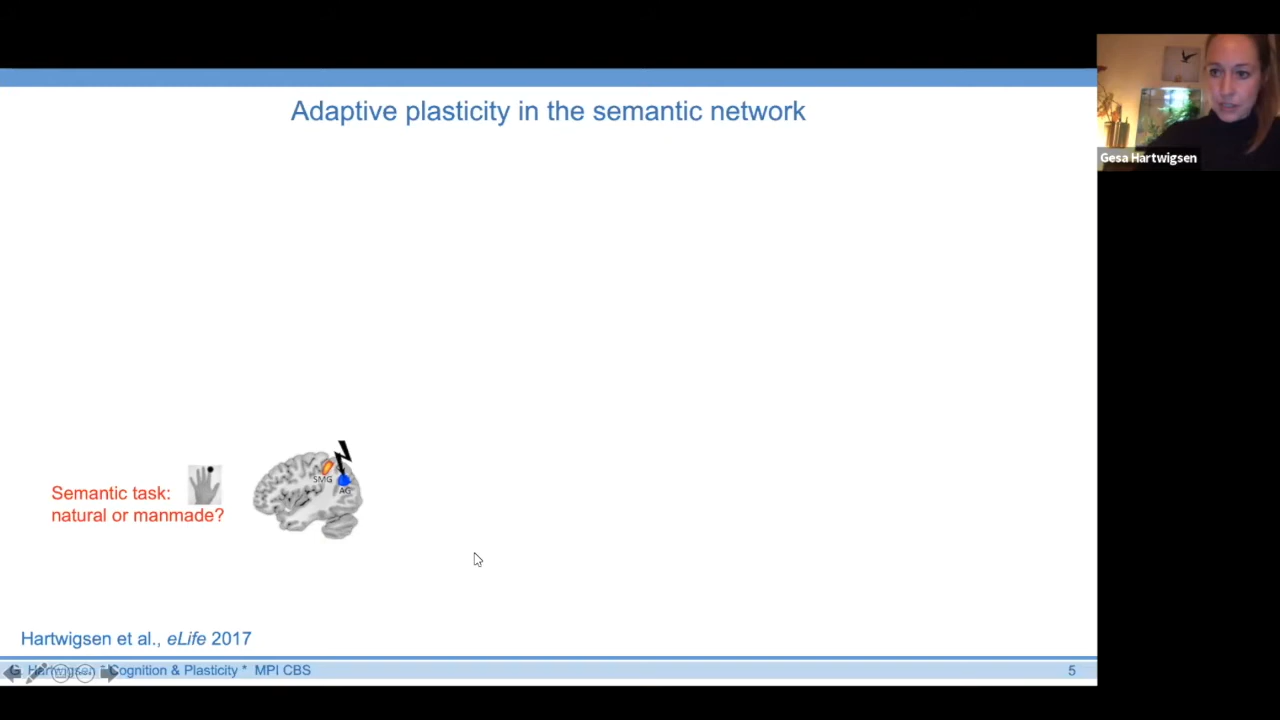 Adaptive plasticity in the semantic network
Gesa Hartwigsen
SMG
AG
Semantic task:
natural or manmade?
Hartwigsen et al., eLife 2017
G. Hartwigsen * Cognition & Plasticity * MPI CBS
5